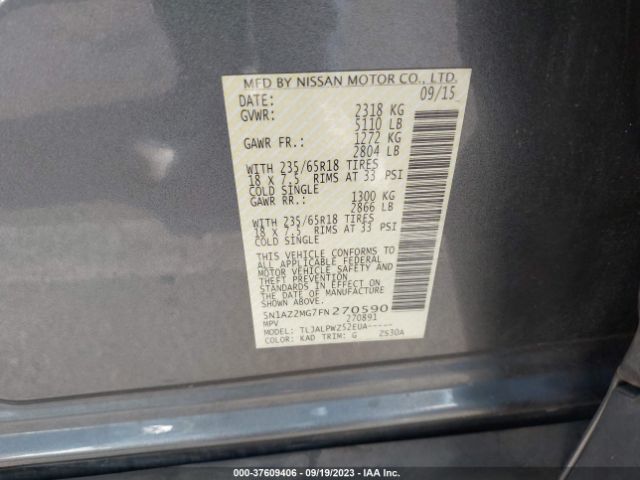 MFD BY NISSAN MOTOR CO., LTD.
DATE: 09/15
GVWR: 2318 KG
5110 LB
GAWR FR.: 1272 KG
2804 LB
WITH 235/65R18 TIRES
18 x 7.5 RIMS AT 33 PSI
COLD SINGLE
GAWR RR.: 1300 KG
2866 LB
WITH 235/65R18 TIRES
18 x 7.5 RIMS AT 33 PSI
COLD SINGLE
THIS VEHICLE CONFORMS TO
ALL APPLICABLE FEDERAL
MOTOR VEHICLE SAFETY AND
THEFT PREVENTION
STANDARDS IN EFFECT ON
THE DATE OF MANUFACTURE
SHOWN ABOVE.
5N1AZ2MG7FN270590
MPV 270891
MODEL: TLJALPWZ52EUA-----
COLOR: KAD TRIM: G ZS30A
000-37609406 - 09/19/2023 - IAA Inc.